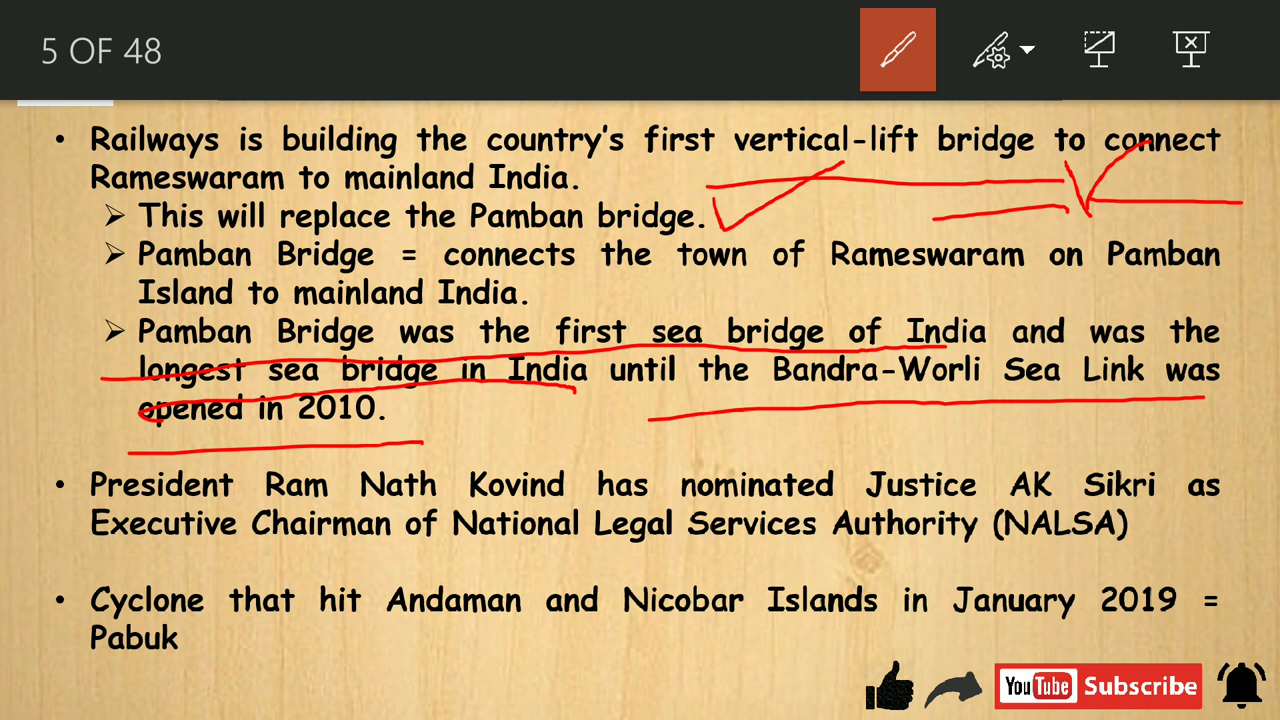 5 OF 48
• Railways is building the country's first vertical-lift bridge to connect
Rameswaram to mainland India.
➢ This will replace the Pamban bridge.
➢ Pamban Bridge = connects the town of Rameswaram on Pamban
Island to mainland India.
➢ Pamban Bridge was the first sea bridge of India and was the
longest sea bridge in India until the Bandra-Worli Sea Link was
opened in 2010.
• President Ram Nath Kovind has nominated Justice AK Sikri as
Executive Chairman of National Legal Services Authority (NALSA)
• Cyclone that hit Andaman and Nicobar Islands in January 2019 =
Pabuk
YouTube Subscribe